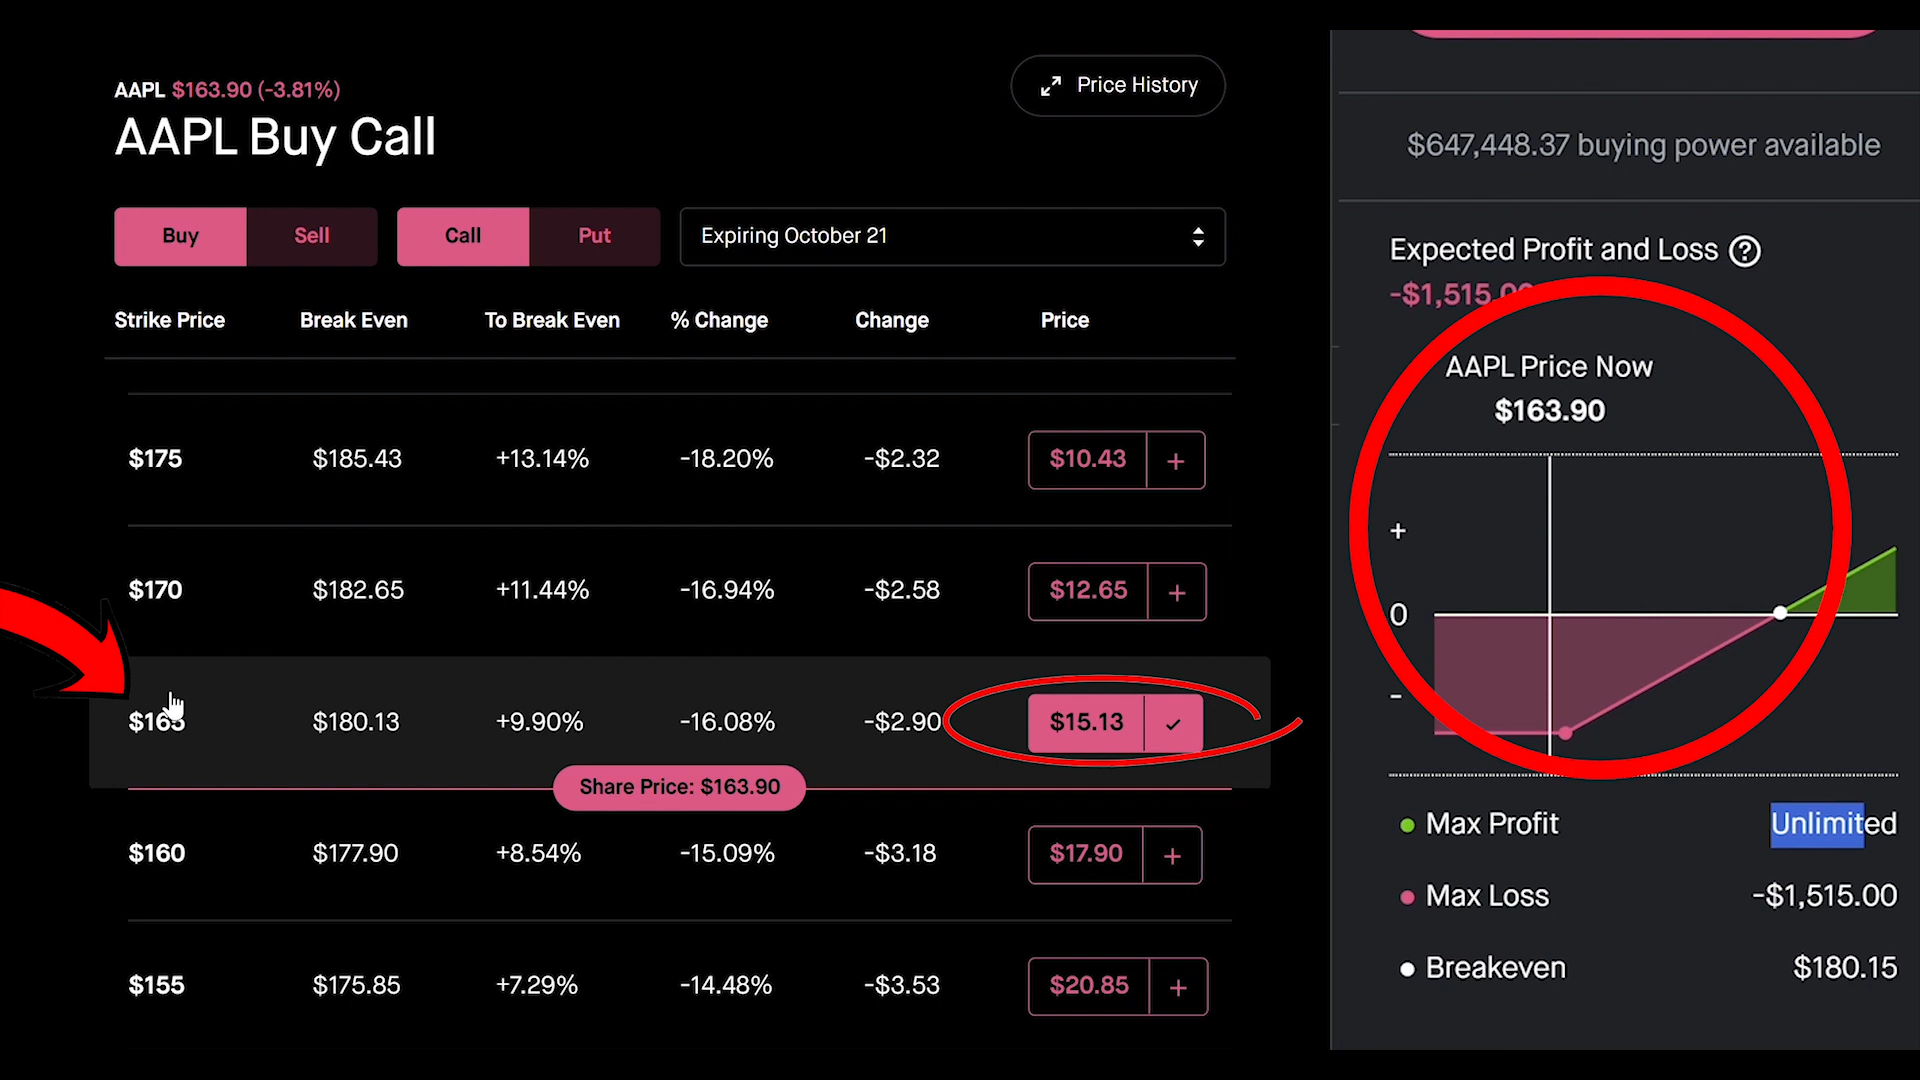 AAPL $163.90 (-3.81%)
AAPL Buy Call
Price History
Buy
Sell
Call
Put
Expiring October 21
Strike Price Break Even To Break Even % Change Change Price
$175 $185.43 +13.14% -18.20% -$2.32 $10.43 +
$170 $182.65 +11.44% -16.94% -$2.58 $12.65 +
$165 $180.13 +9.90% -16.08% -$2.90 $15.13
Share Price: $163.90
$160 $177.90 +8.54% -15.09% -$3.18 $17.90 +
$155 $175.85 +7.29% -14.48% -$3.53 $20.85 +
$647,448.37 buying power available
Expected Profit and Loss ?
-$1,515.00
AAPL Price Now
$163.90
+
0
-
Max Profit Unlimited
Max Loss -$1,515.00
Breakeven $180.15